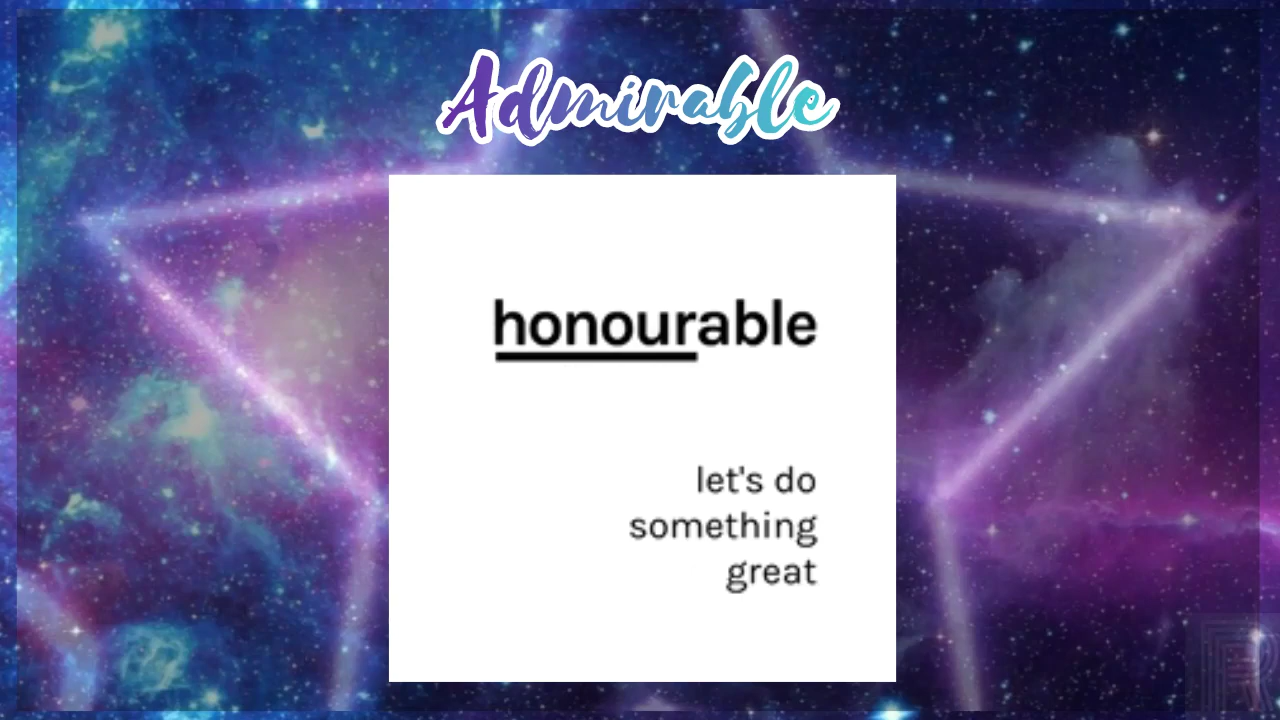 Admirable
honourable
let's do
something
great